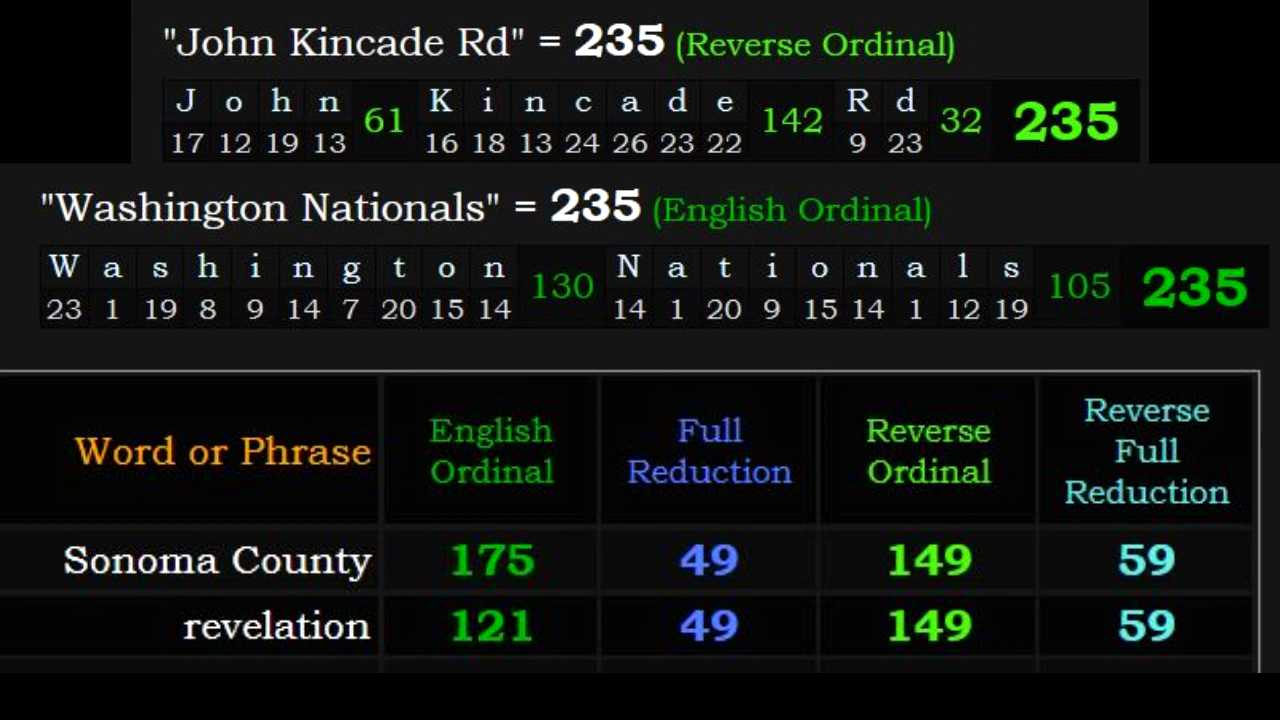 "John Kincade Rd" = 235 (Reverse Ordinal)
J o h n 61 K i n c a d e 142 R d 32 235
17 12 19 13 16 18 13 24 26 23 22 9 23
"Washington Nationals" = 235 (English Ordinal)
W a s h i n g t o n 130 N a t i o n a l s 105 235
23 1 19 8 9 14 7 20 15 14 14 1 20 9 15 14 1 12 19
Word or Phrase English Ordinal Full Reduction Reverse Ordinal Reverse Full Reduction
Sonoma County 175 49 149 59
revelation 121 49 149 59